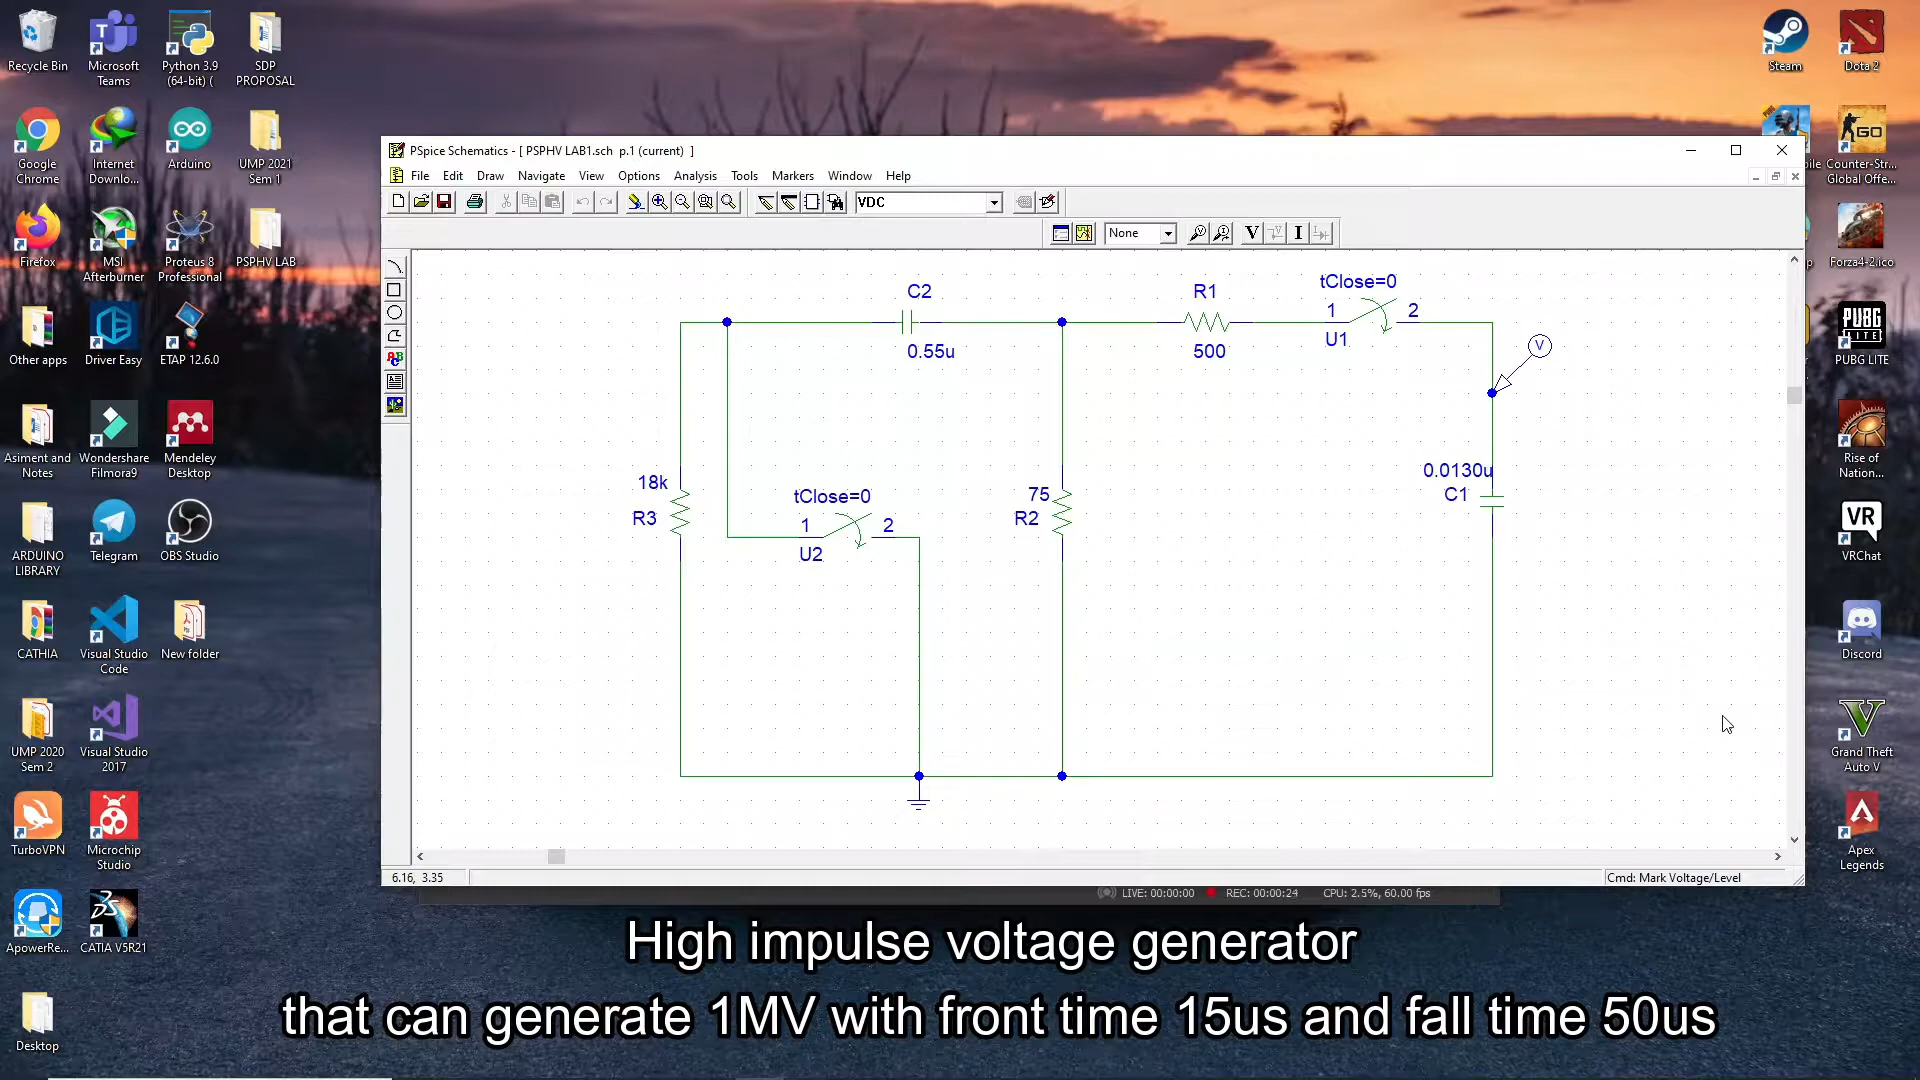 Recycle Bin
Microsoft
Teams
Python 3.9
(64-bit) (
SDP
PROPOSAL
Steam
Dota 2
Google
Chrome
Internet
Downlo...
Arduino
UMP 2021
Sem 1
Counter-Str...
Global Offe...
Firefox
MSI
Afterburner
Proteus 8
Professional
PSPHV LAB
Forza4-2.ico
Other apps
Driver Easy
ETAP 12.6.0
PUBG LITE
Asiment and
Notes
Wondershare
Filmora9
Mendeley
Desktop
Rise of
Nation...
ARDUINO
LIBRARY
Telegram
OBS Studio
VRChat
CATHIA
Visual Studio
Code
New folder
Discord
UMP 2020
Sem 2
Visual Studio
2017
Grand Theft
Auto V
TurboVPN
Microchip
Studio
Apex
Legends
ApowerRe...
CATIA V5R21
Desktop
PSpice Schematics - [ PSPHV LAB1.sch p.1 (current) ]
File Edit Draw Navigate View Options Analysis Tools Markers Window Help
VDC
None
V I
C2
0.55u
R1
500
tClose=0
1 2
U1
V
18k
R3
tClose=0
1 2
U2
75
R2
0.0130u
C1
6.16, 3.35
Cmd: Mark Voltage/Level
LIVE: 00:00:00 REC: 00:00:24 CPU: 2.5%, 60.00 fps
High impulse voltage generator
that can generate 1MV with front time 15us and fall time 50us